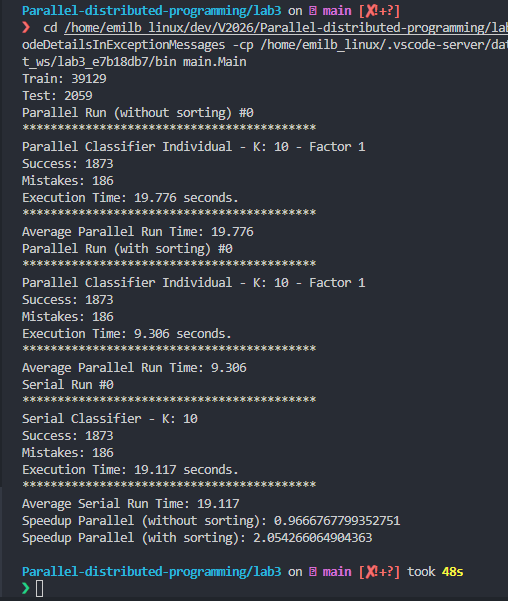 Parallel-distributed-programming/lab3 on main [✘!+?]
❯ cd /home/emilb_linux/dev/V2026/Parallel-distributed-programming/lab
odeDetailsInExceptionMessages -cp /home/emilb_linux/.vscode-server/dat
t_ws/lab3_e7b18db7/bin main.Main
Train: 39129
Test: 2059
Parallel Run (without sorting) #0
*****************************************
Parallel Classifier Individual - K: 10 - Factor 1
Success: 1873
Mistakes: 186
Execution Time: 19.776 seconds.
*****************************************
Average Parallel Run Time: 19.776
Parallel Run (with sorting) #0
*****************************************
Parallel Classifier Individual - K: 10 - Factor 1
Success: 1873
Mistakes: 186
Execution Time: 9.306 seconds.
*****************************************
Average Parallel Run Time: 9.306
Serial Run #0
*****************************************
Serial Classifier - K: 10
Success: 1873
Mistakes: 186
Execution Time: 19.117 seconds.
*****************************************
Average Serial Run Time: 19.117
Speedup Parallel (without sorting): 0.9666767799352751
Speedup Parallel (with sorting): 2.054266064904363
Parallel-distributed-programming/lab3 on main [✘!+?] took 48s
❯